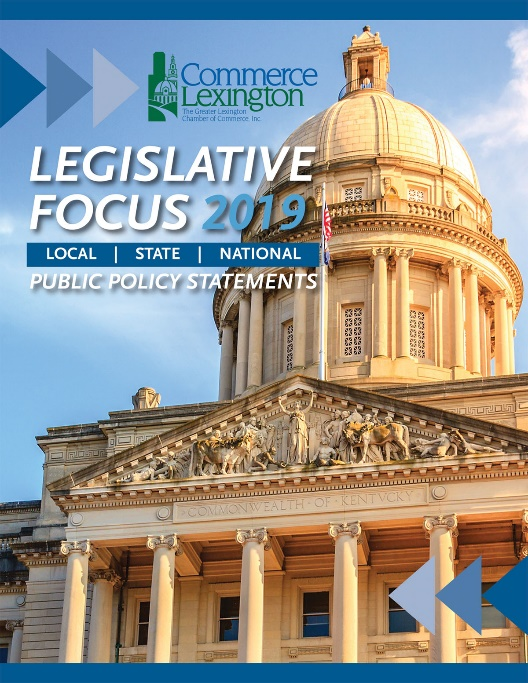 Commerce
Lexington
The Greater Lexington
Chamber of Commerce, Inc.
LEGISLATIVE
FOCUS 2019
LOCAL | STATE | NATIONAL
PUBLIC POLICY STATEMENTS
COMMONWEALTH · OF · KENTUCKY